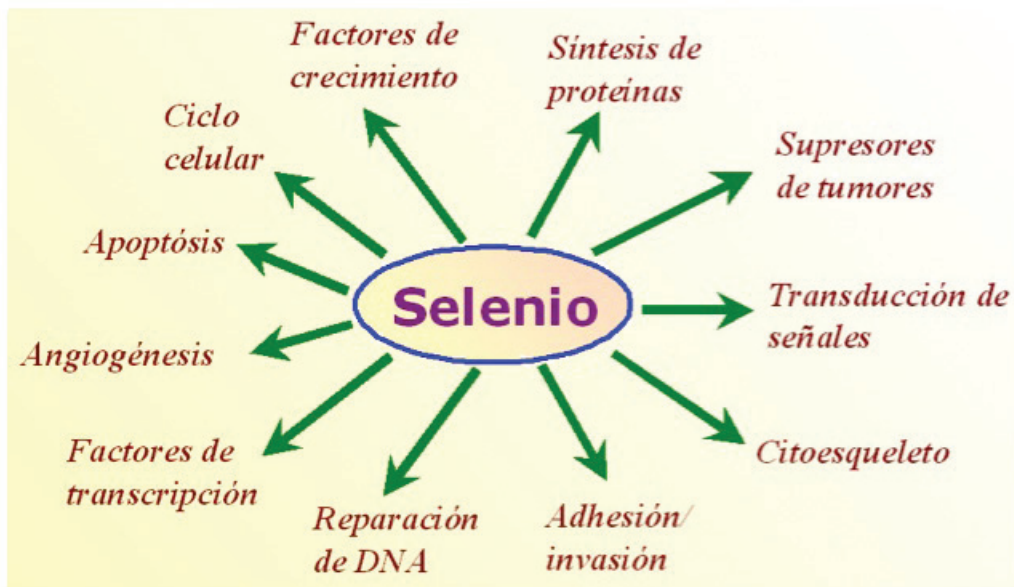 Factores de
crecimiento
Síntesis de
proteínas
Ciclo
celular
Supresores
de tumores
Apoptósis
Selenio
Transducción de
señales
Angiogénesis
Factores de
transcripción
Citoesqueleto
Reparación
de DNA
Adhesión/
invasión